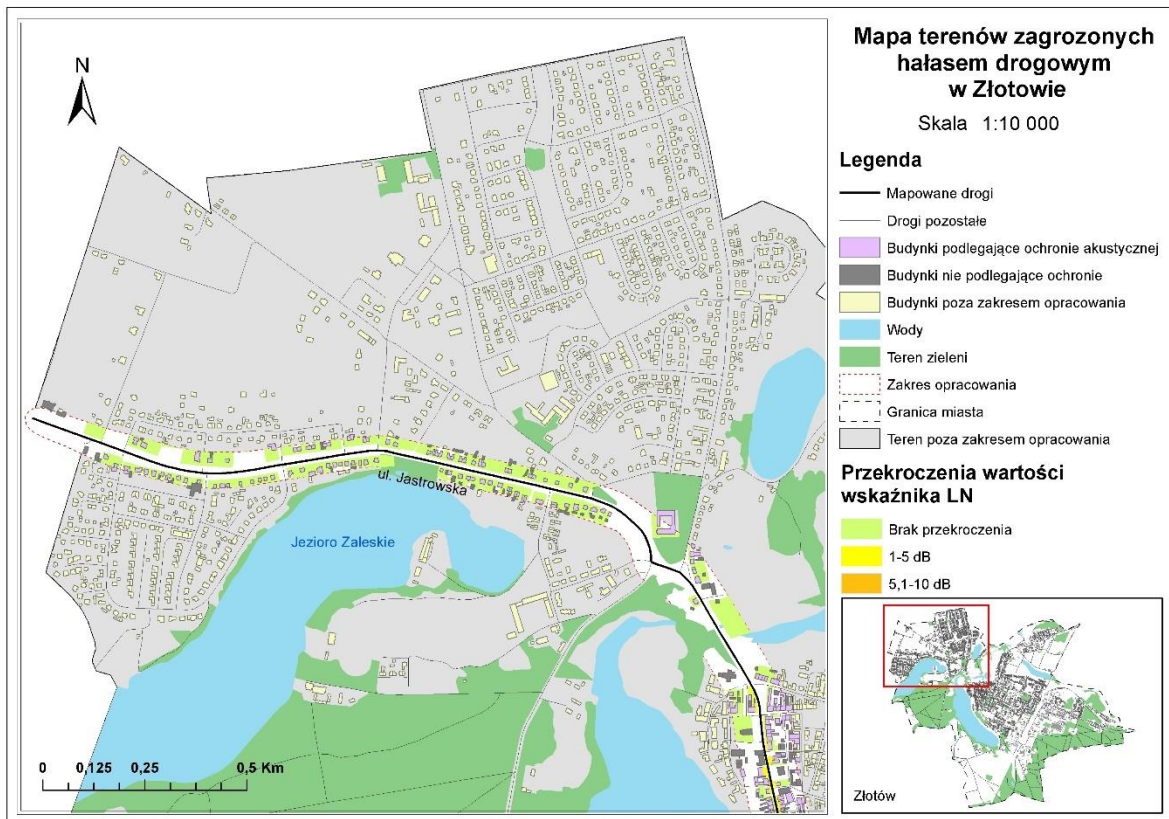 Mapa terenów zagrozonych
hałasem drogowym
w Złotowie
Skala 1:10 000
Legenda
Mapowane drogi
Drogi pozostałe
Budynki podlegające ochronie akustycznej
Budynki nie podlegające ochronie
Budynki poza zakresem opracowania
Wody
Teren zieleni
Zakres opracowania
Granica miasta
Teren poza zakresem opracowania
Przekroczenia wartości
wskaźnika LN
Brak przekroczenia
1-5 dB
5,1-10 dB
Złotów
N
ul. Jastrowska
Jezioro Zaleskie
0 0,125 0,25 0,5 Km